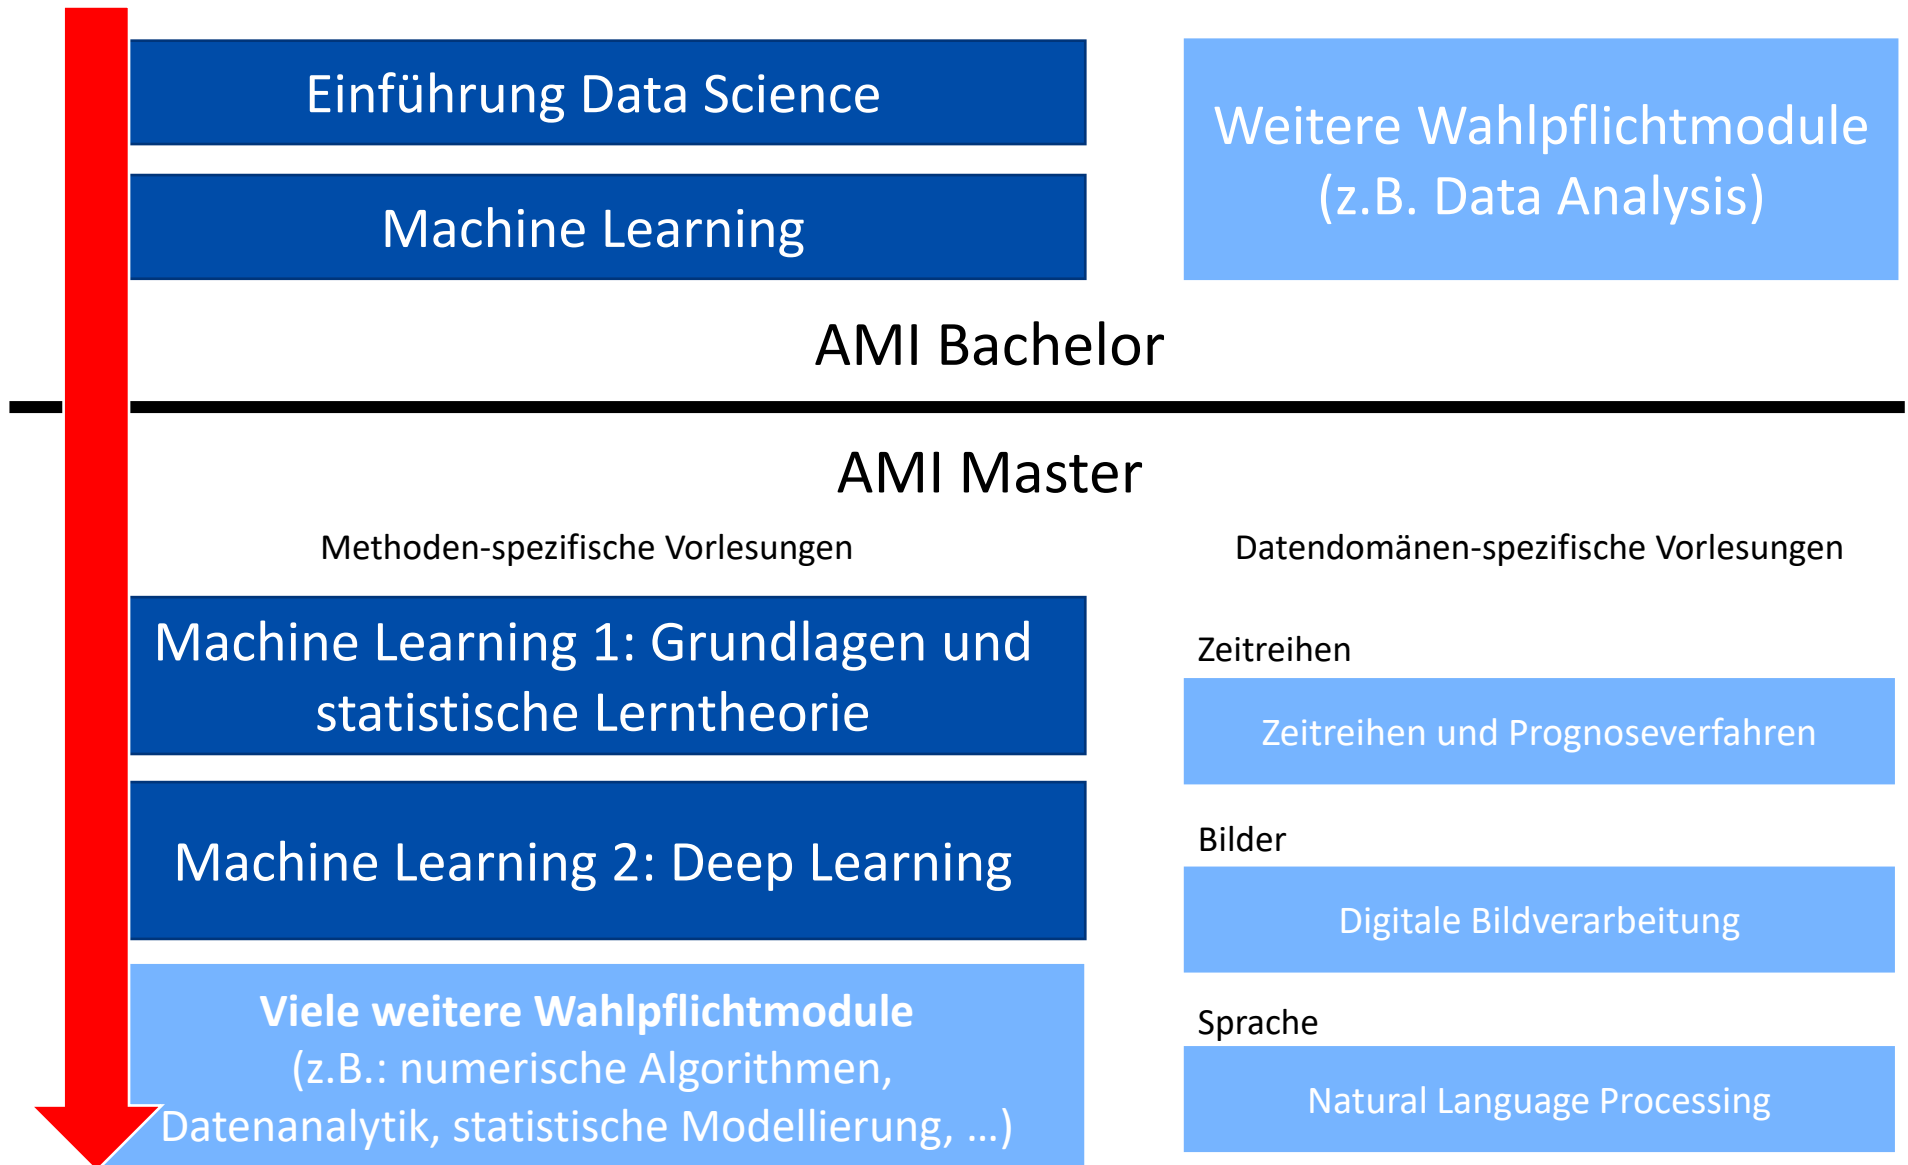 Einführung Data Science
Machine Learning
Weitere Wahlpflichtmodule
(z.B. Data Analysis)
AMI Bachelor
AMI Master
Methoden-spezifische Vorlesungen
Machine Learning 1: Grundlagen und
statistische Lerntheorie
Machine Learning 2: Deep Learning
Viele weitere Wahlpflichtmodule
(z.B.: numerische Algorithmen,
Datenanalytik, statistische Modellierung, ...)
Datendomänen-spezifische Vorlesungen
Zeitreihen
Zeitreihen und Prognoseverfahren
Bilder
Digitale Bildverarbeitung
Sprache
Natural Language Processing